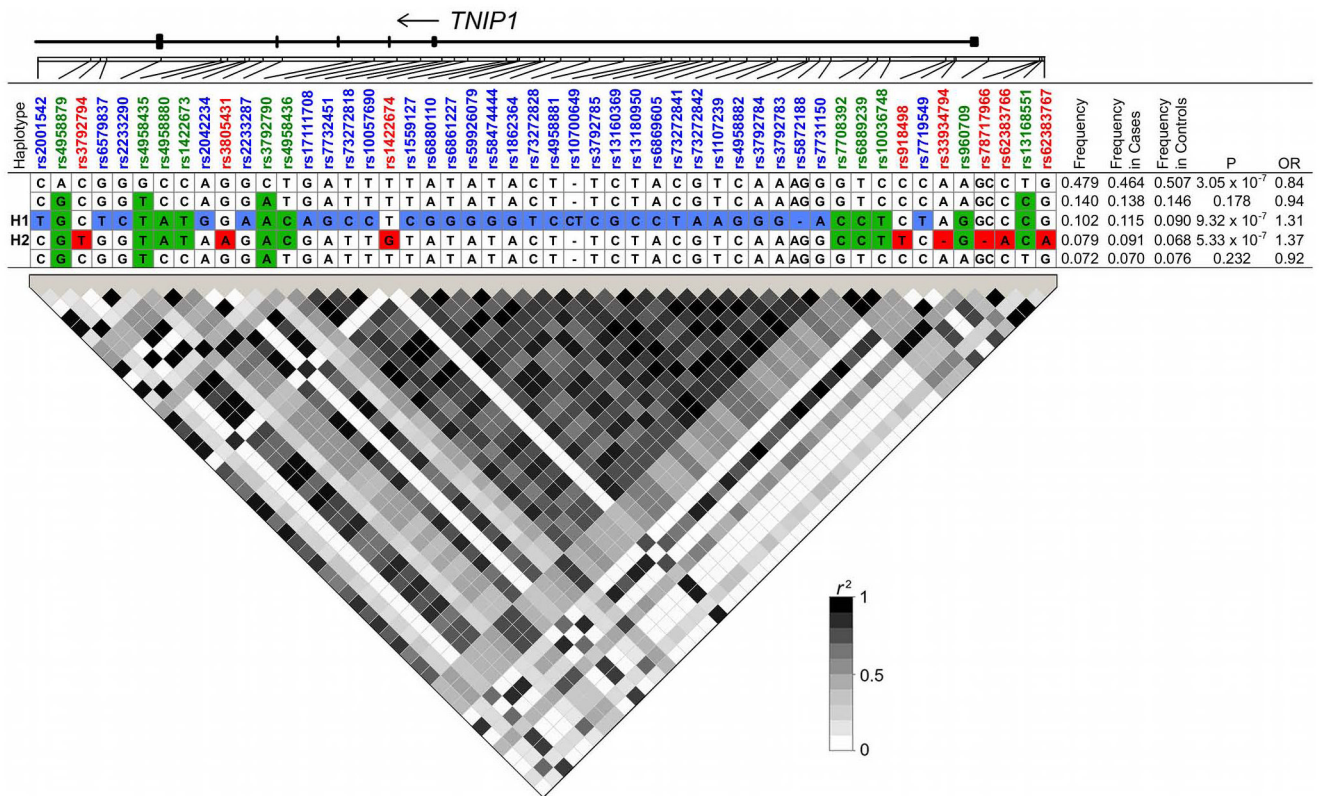 TNIP1
Haplotype rs2001542 rs4958879 rs3792794 rs6579837 rs2233290 rs4958435 rs4958880 rs1422673 rs2042234 rs3805431 rs2233287 rs3792790 rs4958436 rs17111708 rs7732451 rs73272818 rs10057690 rs1422674 rs1559127 rs6880110 rs6861227 rs59926079 rs58474444 rs1862364 rs73272828 rs4958881 rs10700649 rs3792785 rs13160369 rs13180950 rs6889605 rs73272841 rs73272842 rs1107239 rs4958882 rs3792784 rs3792783 rs5872188 rs7731150 rs7708392 rs6889239 rs10036748 rs918498 rs7719549 rs33934794 rs960709 rs78717966 rs62383766 rs13168551 rs62383767 Frequency Frequency in Cases Frequency in Controls P OR
C A C G G G C C A G G C T G A T T T T A T A T A C T - T C T A C G T C A A AG G G T C C C A A GC C T G 0.479 0.464 0.507 3.05 x 10⁻⁷ 0.84
C G C G G T C C A G G A T G A T T T T A T A T A C T - T C T A C G T C A A AG G G T C C C A A GC C C G 0.140 0.138 0.146 0.178 0.94
H1 T G C T C T A T G G A A C A G C C T C G G G G T C C CT C G C C T A A G G G - A C C T C T A G GC C C G 0.102 0.115 0.090 9.32 x 10⁻⁷ 1.31
H2 C G T G G T A T A A G A C G A T T G T A T A T A C T - T C T A C G T C A A AG G C C T T C - G - A C A 0.079 0.091 0.068 5.33 x 10⁻⁷ 1.37
C G C G G T C C A G G A T G A T T T T A T A T A C T - T C T A C G T C A A AG G G T C C C A A GC C T G 0.072 0.070 0.076 0.232 0.92
r²
1
0.5
0